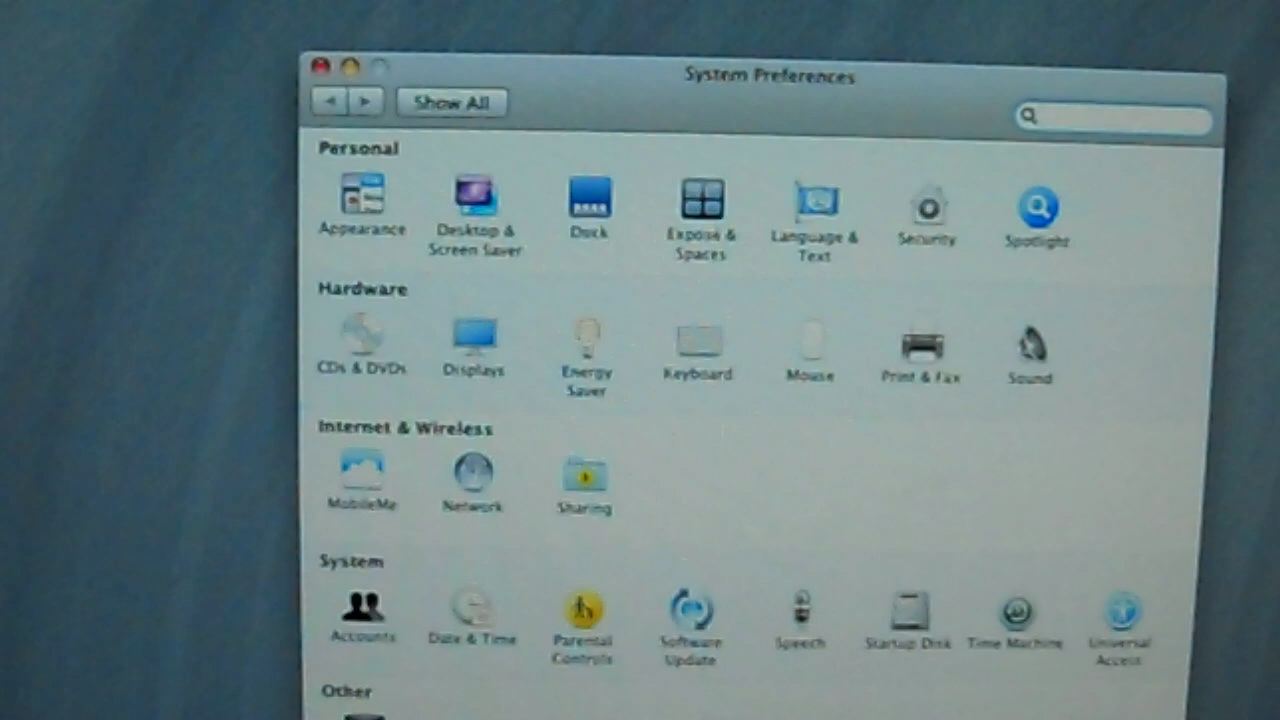 System Preferences
Show All
Personal
Appearance
Desktop &
Screen Saver
Dock
Exposé &
Spaces
Language &
Text
Security
Spotlight
Hardware
CDs & DVDs
Displays
Energy
Saver
Keyboard
Mouse
Print & Fax
Sound
Internet & Wireless
MobileMe
Network
Sharing
System
Accounts
Date & Time
Parental
Controls
Software
Update
Speech
Startup Disk
Time Machine
Universal
Access
Other